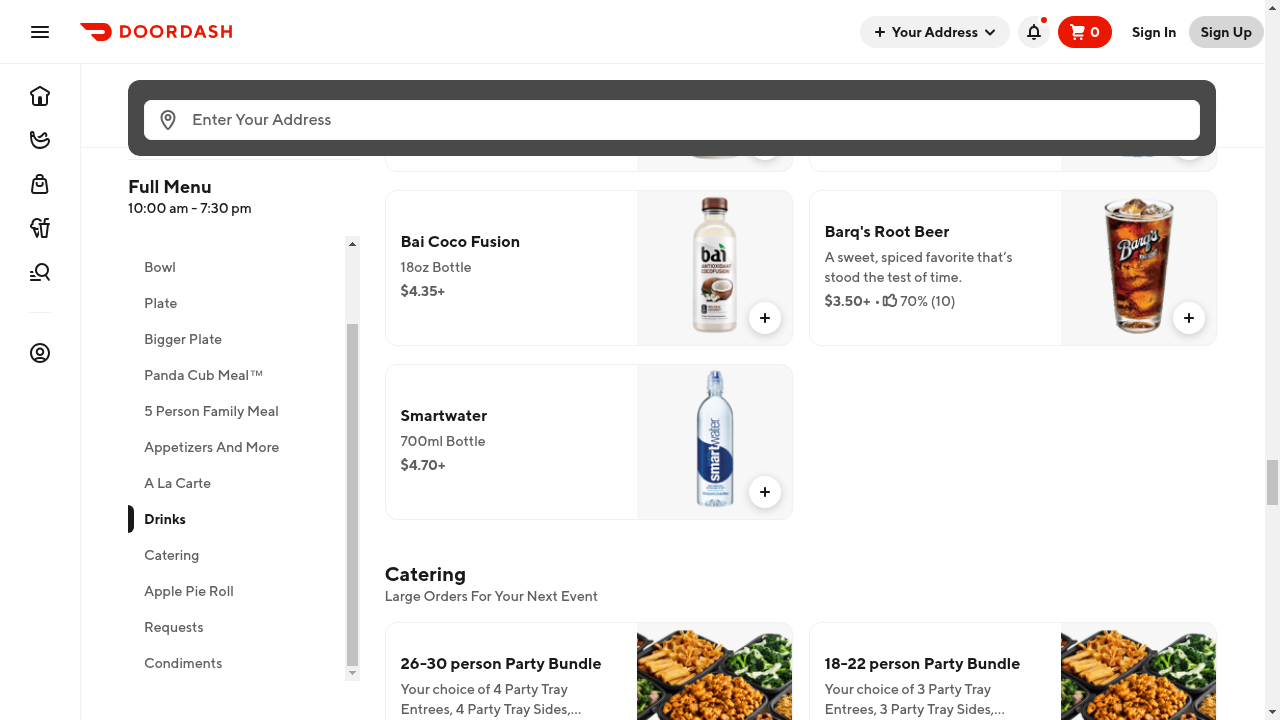 DOORDASH
Your Address
0
Sign In
Sign Up
Enter Your Address
Full Menu
10:00 am - 7:30 pm
Bowl
Plate
Bigger Plate
Panda Cub Meal™
5 Person Family Meal
Appetizers And More
A La Carte
Drinks
Catering
Apple Pie Roll
Requests
Condiments
Bai Coco Fusion
18oz Bottle
$4.35+
bai
ANTIOXIDANT
COCOFUSION
Barq's Root Beer
A sweet, spiced favorite that's
stood the test of time.
$3.50+ • 70% (10)
Barq's
Smartwater
700ml Bottle
$4.70+
smartwater
Catering
Large Orders For Your Next Event
26-30 person Party Bundle
Your choice of 4 Party Tray
Entrees, 4 Party Tray Sides,...
18-22 person Party Bundle
Your choice of 3 Party Tray
Entrees, 3 Party Tray Sides,...